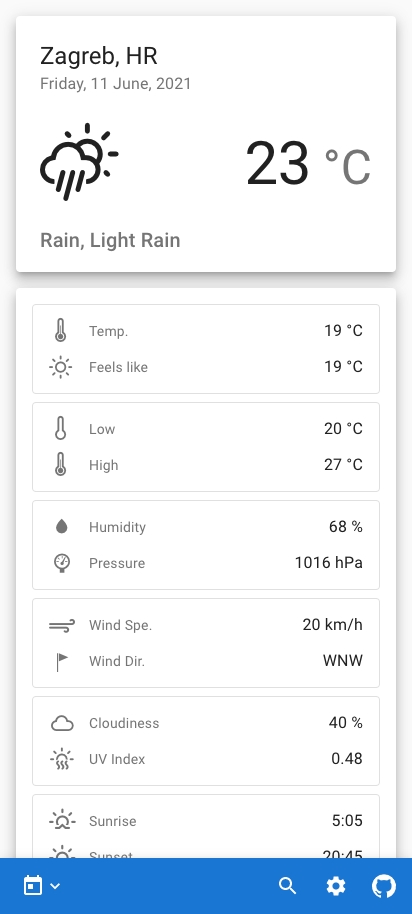 Zagreb, HR
Friday, 11 June, 2021
23 °C
Rain, Light Rain
Temp. 19 °C
Feels like 19 °C
Low 20 °C
High 27 °C
Humidity 68 %
Pressure 1016 hPa
Wind Spe. 20 km/h
Wind Dir. WNW
Cloudiness 40 %
UV Index 0.48
Sunrise 5:05
Sunset 20:45